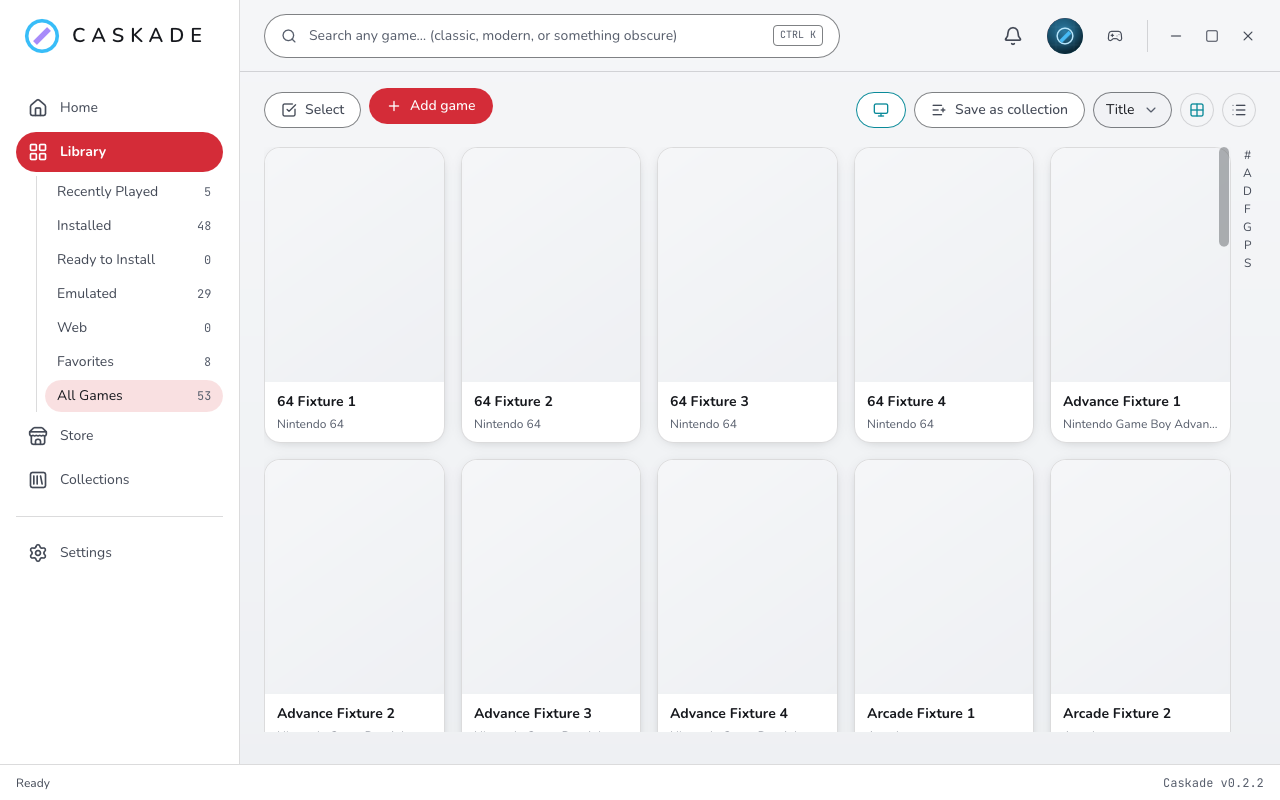 CASKADE
Search any game... (classic, modern, or something obscure)
CTRL K
Home
Library
Recently Played 5
Installed 48
Ready to Install 0
Emulated 29
Web 0
Favorites 8
All Games 53
Store
Collections
Settings
Select
Add game
Save as collection
Title
64 Fixture 1
Nintendo 64
64 Fixture 2
Nintendo 64
64 Fixture 3
Nintendo 64
64 Fixture 4
Nintendo 64
Advance Fixture 1
Nintendo Game Boy Advan...
Advance Fixture 2
Advance Fixture 3
Advance Fixture 4
Arcade Fixture 1
Arcade Fixture 2
#
A
D
F
G
P
S
Ready
Caskade v0.2.2